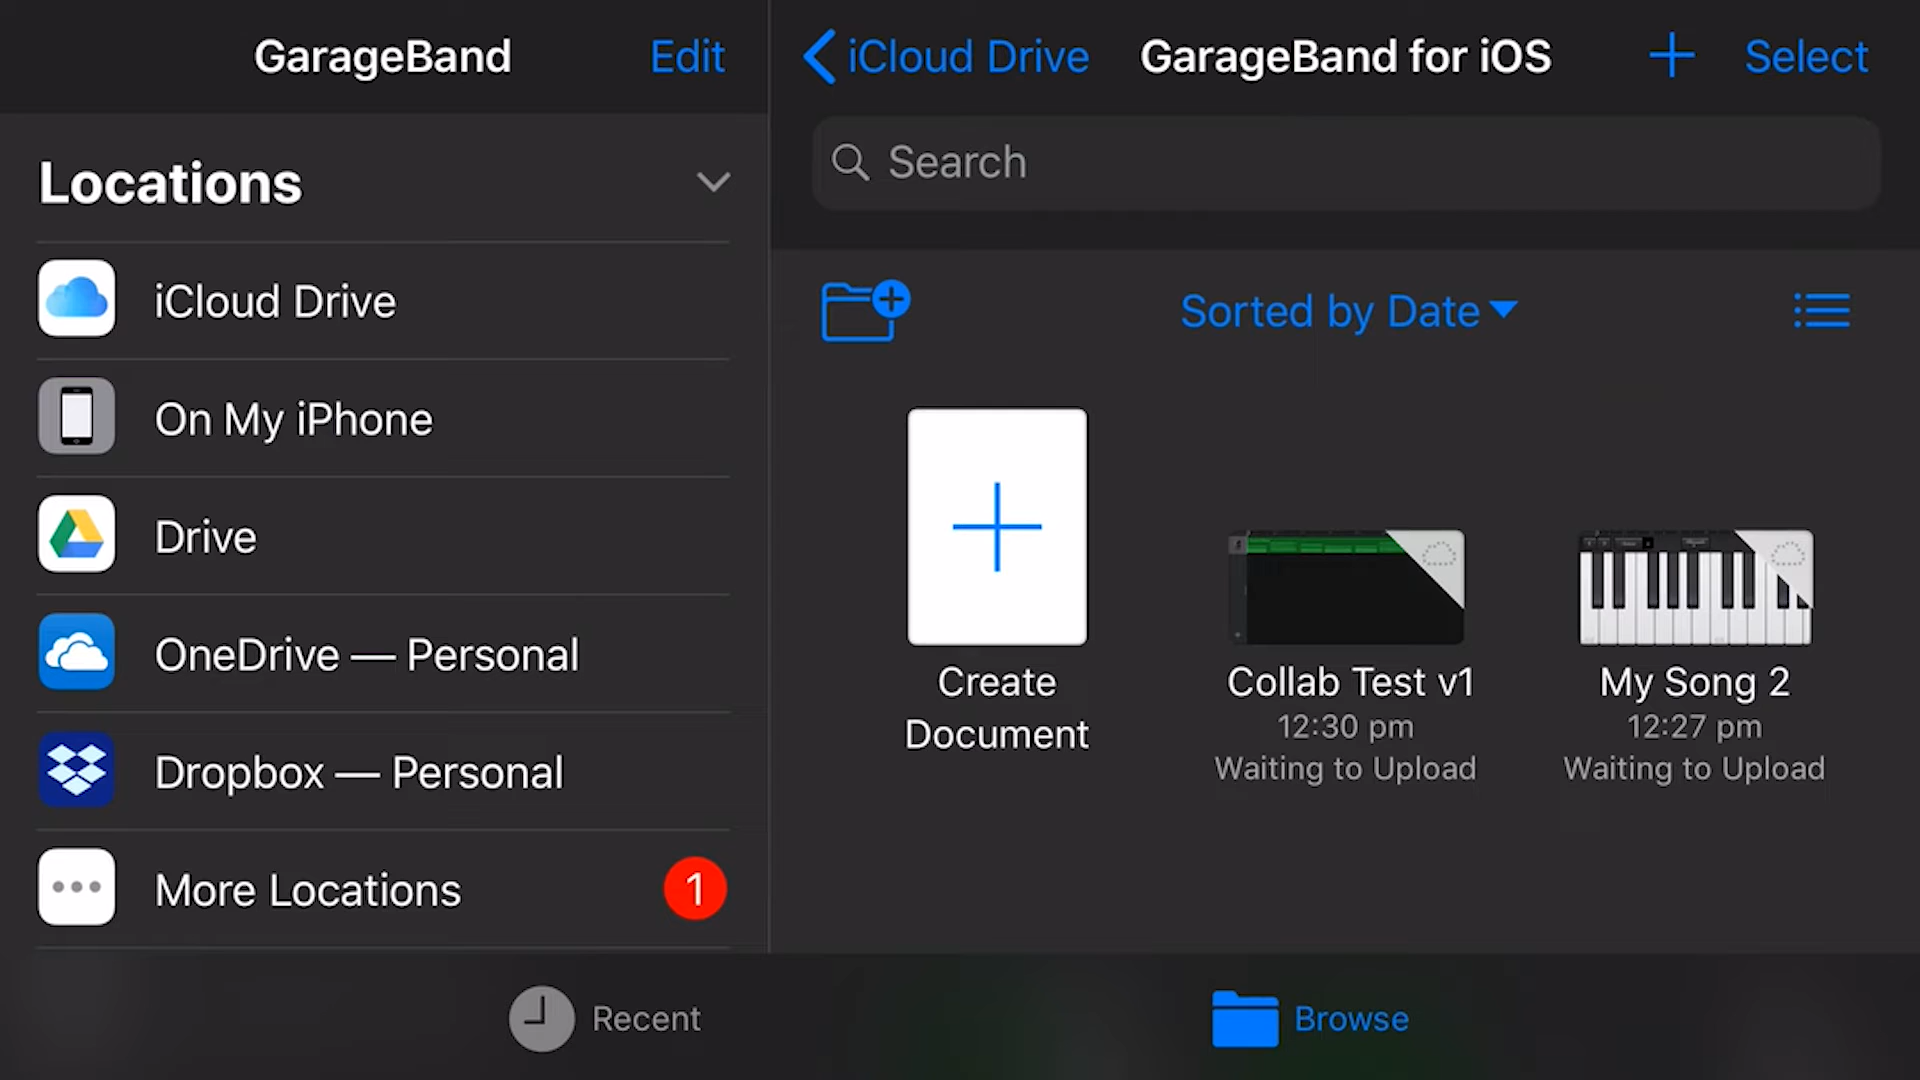 GarageBand
Edit
Locations
iCloud Drive
On My iPhone
Drive
OneDrive — Personal
Dropbox — Personal
More Locations
1
iCloud Drive
GarageBand for iOS
Select
Search
Sorted by Date
Create
Document
Collab Test v1
12:30 pm
Waiting to Upload
My Song 2
12:27 pm
Waiting to Upload
Recent
Browse